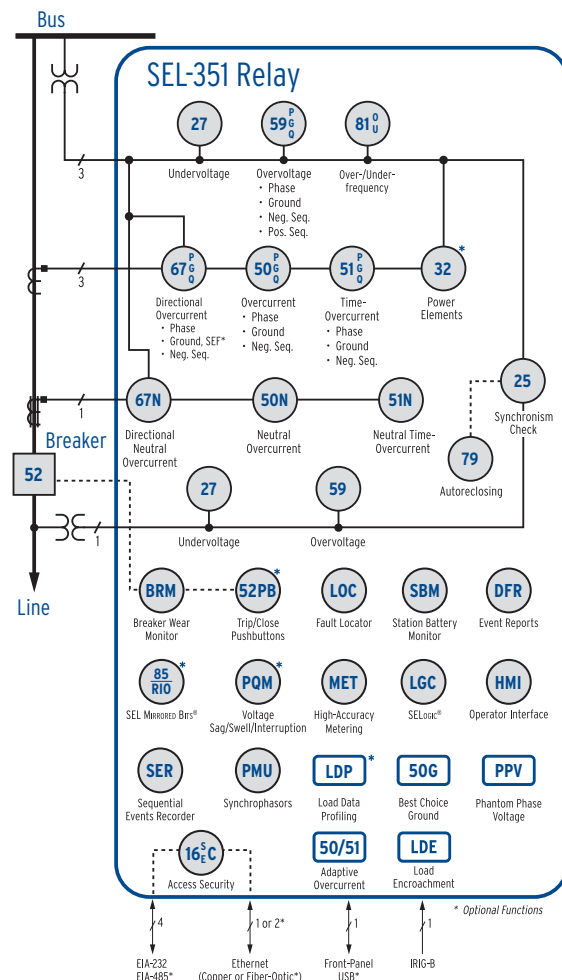 Bus
SEL-351 Relay
27
59 P G Q
81 O U
Undervoltage
Overvoltage
· Phase
· Ground
· Neg. Seq.
· Pos. Seq.
Over-/Under-
frequency
3
67 P G Q
50 P G Q
51 P G Q
32
*
3
Directional
Overcurrent
· Phase
· Ground, SEF*
· Neg. Seq.
Overcurrent
· Phase
· Ground
· Neg. Seq.
Time-
Overcurrent
· Phase
· Ground
· Neg. Seq.
Power
Elements
25
Synchronism
Check
67N
50N
51N
1
Directional
Neutral
Overcurrent
Neutral
Overcurrent
Neutral Time-
Overcurrent
79
Autoreclosing
Breaker
52
27
59
1
Undervoltage
Overvoltage
Line
BRM
52PB
*
LOC
SBM
DFR
Breaker Wear
Monitor
Trip/Close
Pushbuttons
Fault Locator
Station Battery
Monitor
Event Reports
85
RIO
*
PQM
*
MET
LGC
HMI
SEL MIRRORED BITS®
Voltage
Sag/Swell/Interruption
High-Accuracy
Metering
SELOGIC®
Operator Interface
SER
PMU
LDP
*
50G
PPV
Sequential
Events Recorder
Synchrophasors
Load Data
Profiling
Best Choice
Ground
Phantom Phase
Voltage
16 S E C
50/51
LDE
Access Security
Adaptive
Overcurrent
Load
Encroachment
* Optional Functions
4
1 or 2*
1
1
EIA-232
EIA-485*
Ethernet
(Copper or Fiber-Optic*)
Front-Panel
USB*
IRIG-B